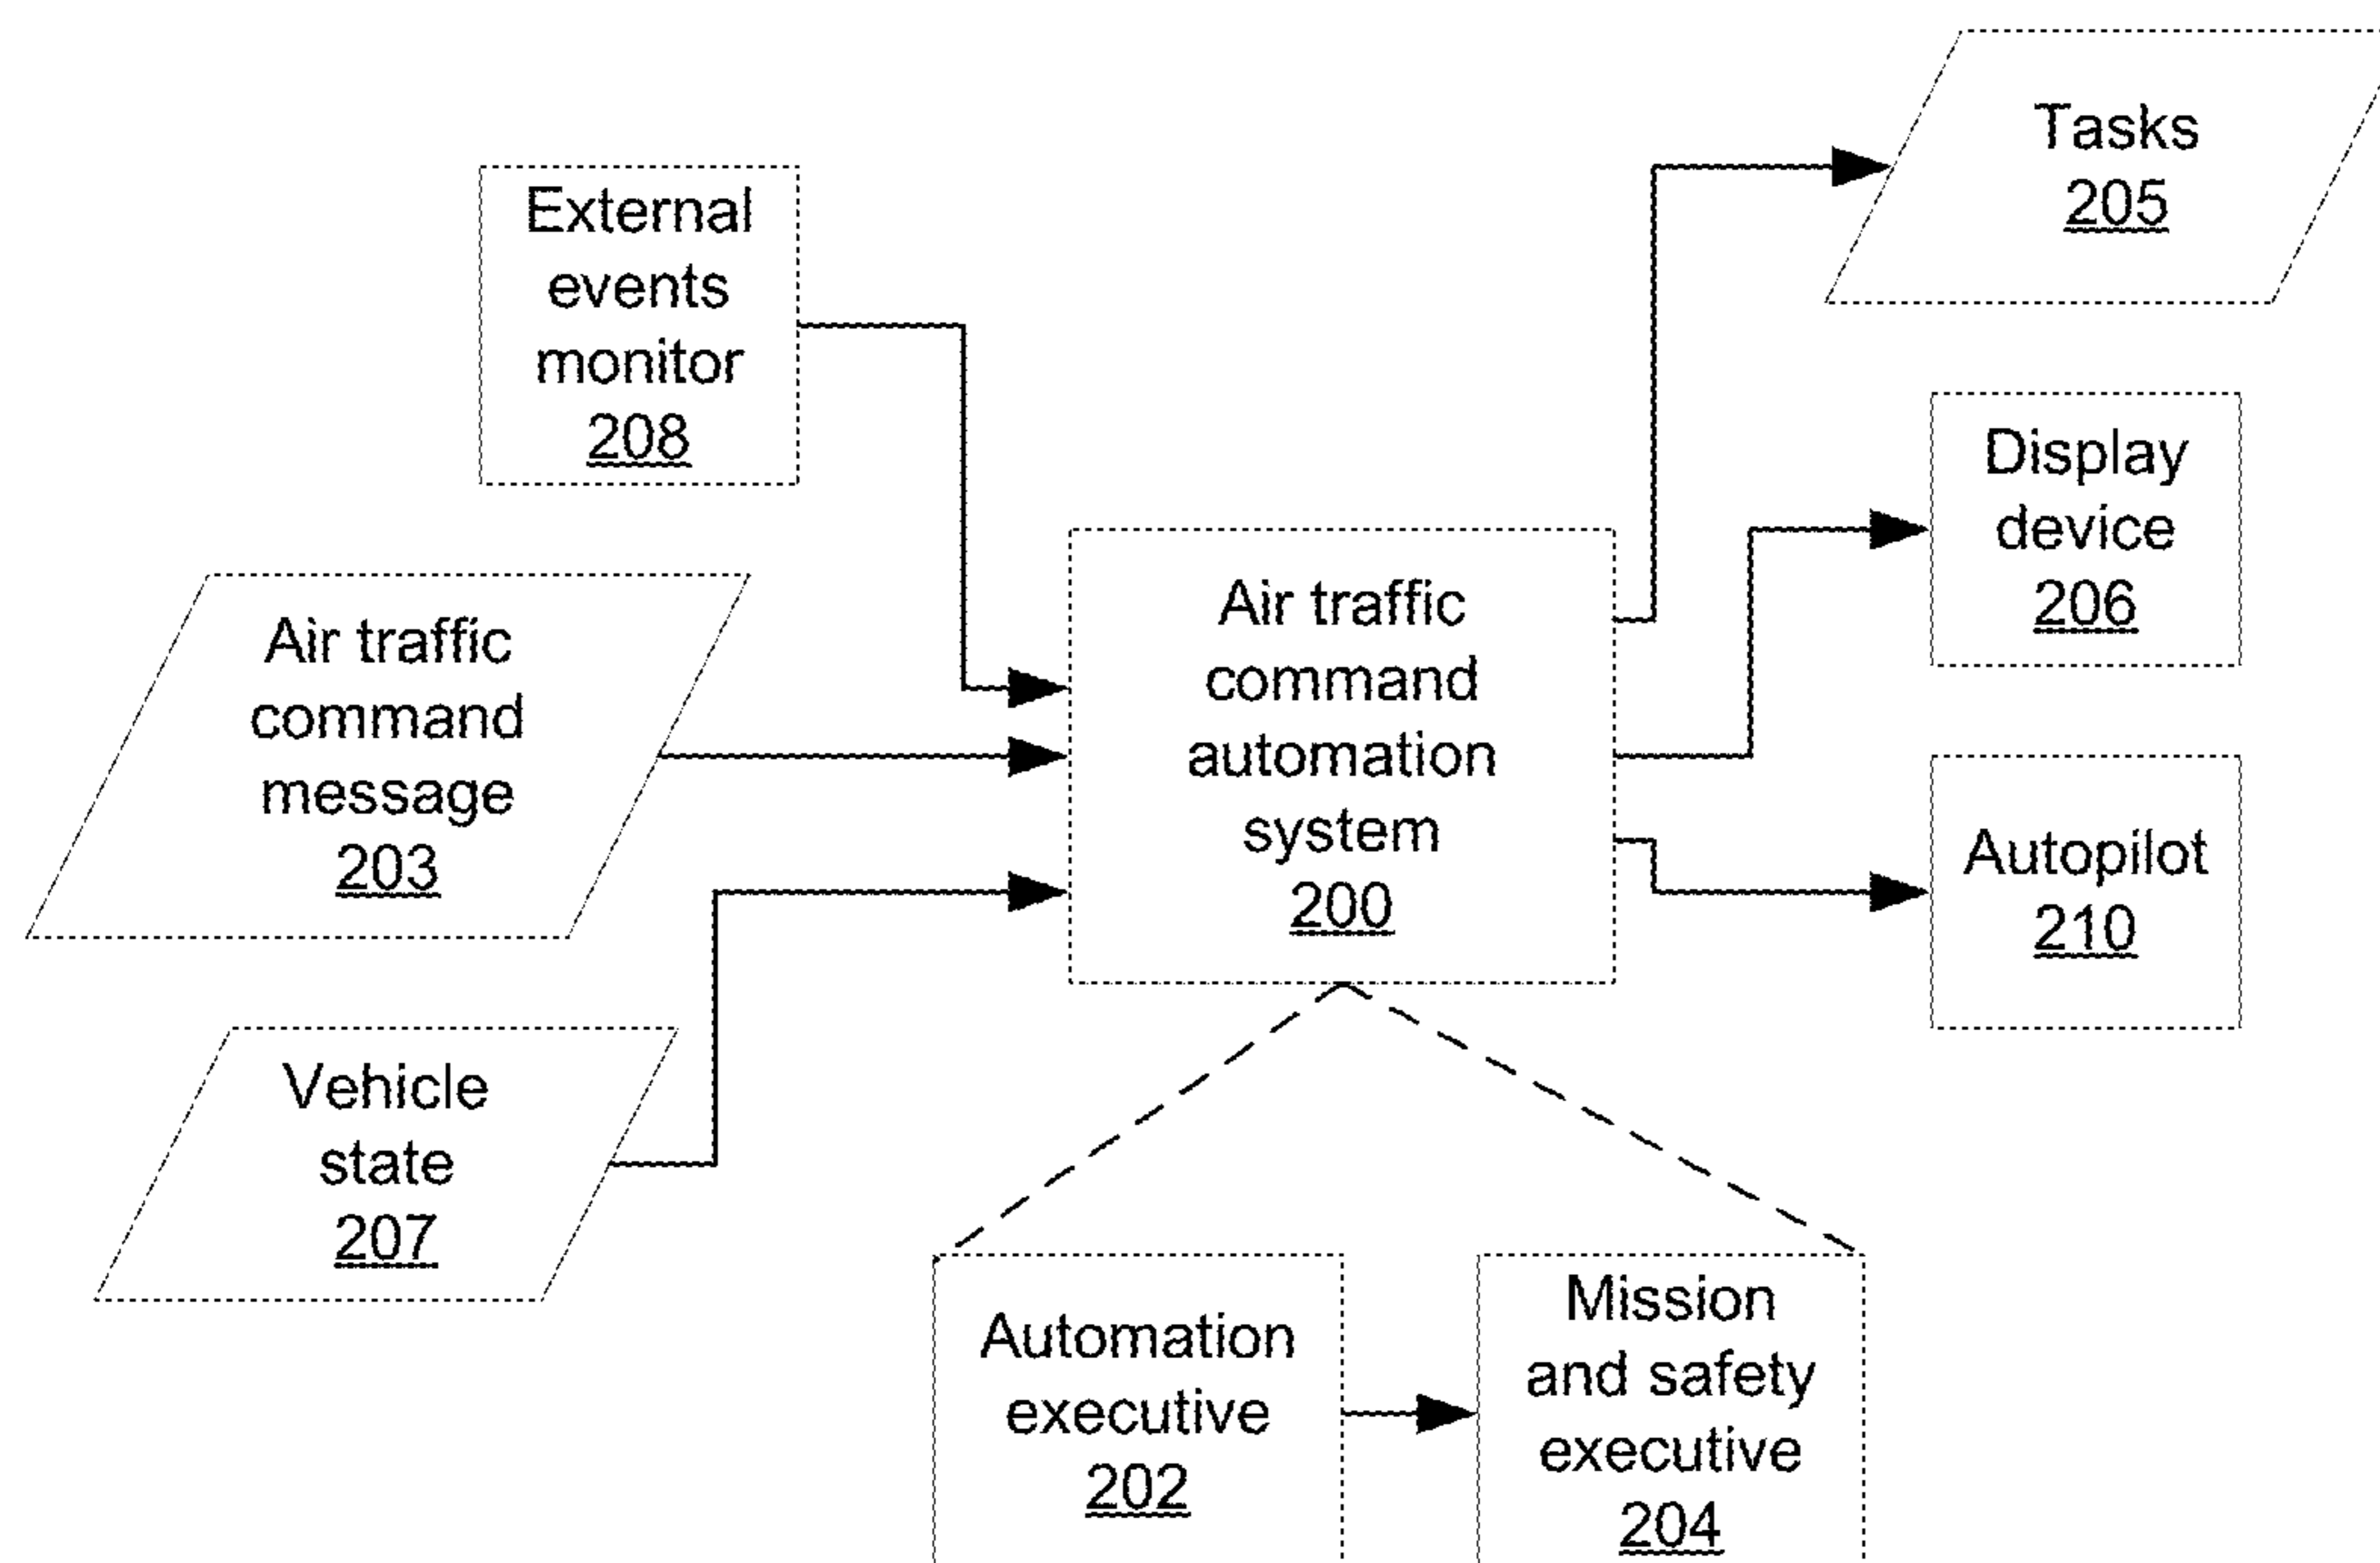 Tasks
205
External
events
monitor
208
Display
device
206
Air traffic
command
message
203
Air traffic
command
automation
system
200
Autopilot
210
Vehicle
state
207
Automation
executive
202
Mission
and safety
executive
204